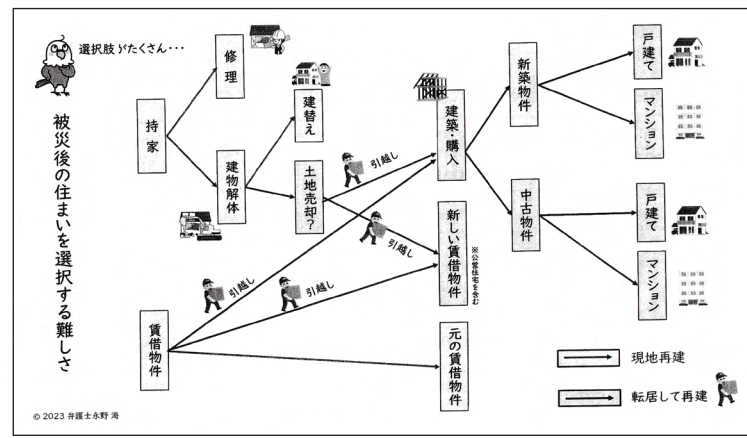 選択肢がたくさん・・・
被災後の住まいを選択する難しさ
持家
修理
建物解体
建替え
土地売却？
引越し
引越し
引越し
引越し
賃借物件
建築・購入
新しい賃借物件
※公営住宅を含む
元の賃借物件
新築物件
中古物件
戸建て
マンション
戸建て
マンション
現地再建
転居して再建
© 2023 弁護士永野 海